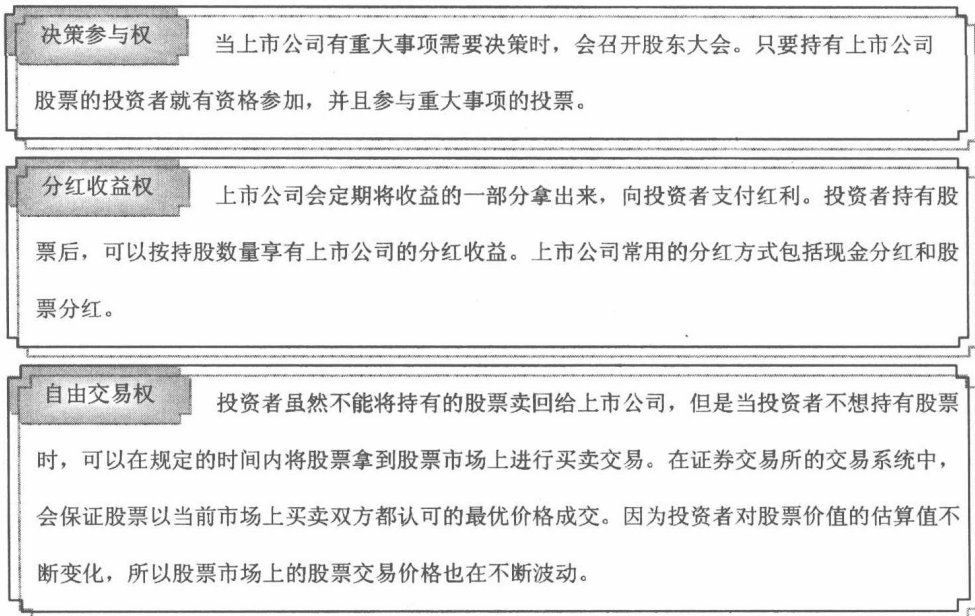 决策参与权 当上市公司有重大事项需要决策时，会召开股东大会。只要持有上市公司
股票的投资者就有资格参加，并且参与重大事项的投票。
分红收益权 上市公司会定期将收益的一部分拿出来，向投资者支付红利。投资者持有股
票后，可以按持股数量享有上市公司的分红收益。上市公司常用的分红方式包括现金分红和股
票分红。
自由交易权 投资者虽然不能将持有的股票卖回给上市公司，但是当投资者不想持有股票
时，可以在规定的时间内将股票拿到股票市场上进行买卖交易。在证券交易所的交易系统中，
会保证股票以当前市场上买卖双方都认可的最优价格成交。因为投资者对股票价值的估算值不
断变化，所以股票市场上的股票交易价格也在不断波动。